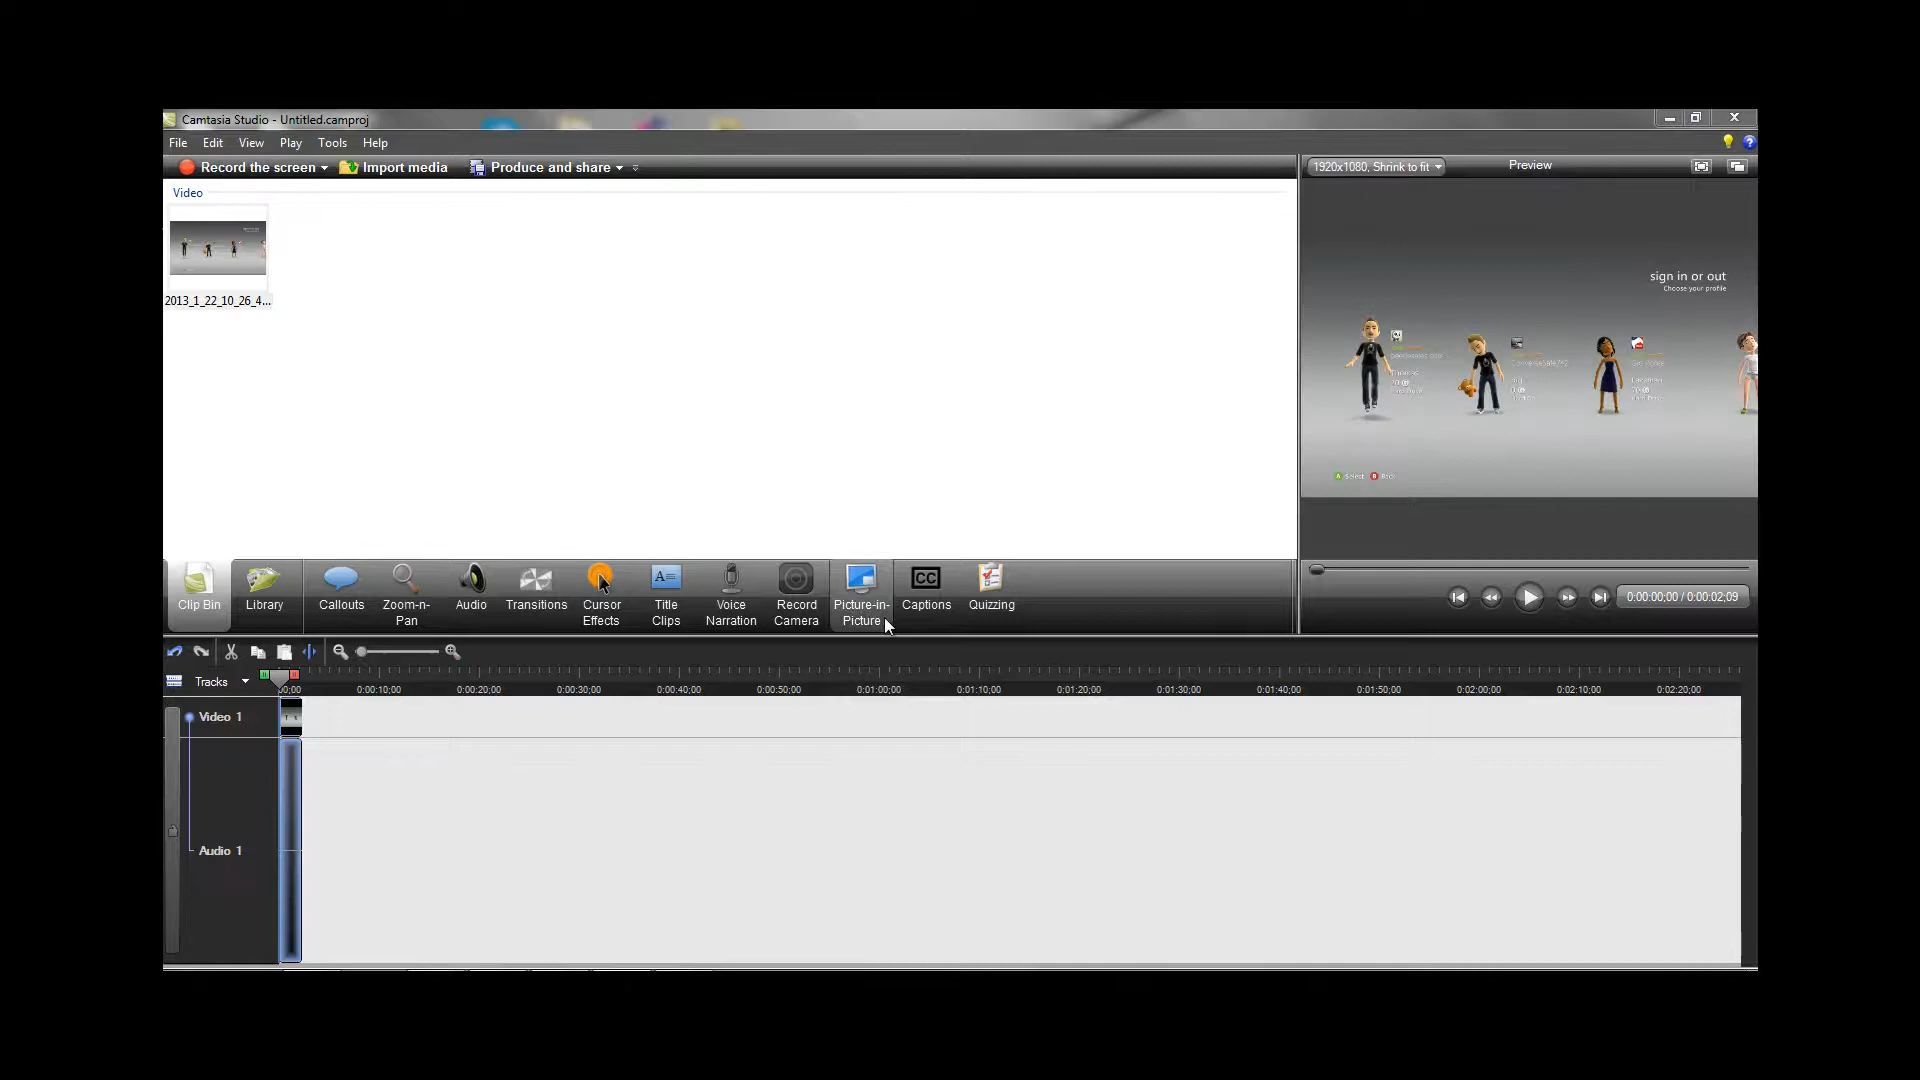 Camtasia Studio - Untitled.camproj
File Edit View Play Tools Help
Record the screen Import media Produce and share
1920x1080, Shrink to fit Preview
Video
2013_1_22_10_26_4...
sign in or out
Choose your profile
Select Back
Clip Bin
Library
Callouts
Zoom-n-
Pan
Audio
Transitions
Cursor
Effects
Title
Clips
Voice
Narration
Record
Camera
Picture-in-
Picture
CC
Captions
Quizzing
0:00:00;00 / 0:00:02;09
Tracks
00;00 0:00:10;00 0:00:20;00 0:00:30;00 0:00:40;00 0:00:50;00 0:01:00;00 0:01:10;00 0:01:20;00 0:01:30;00 0:01:40;00 0:01:50;00 0:02:00;00 0:02:10;00 0:02:20;00
Video 1
Audio 1